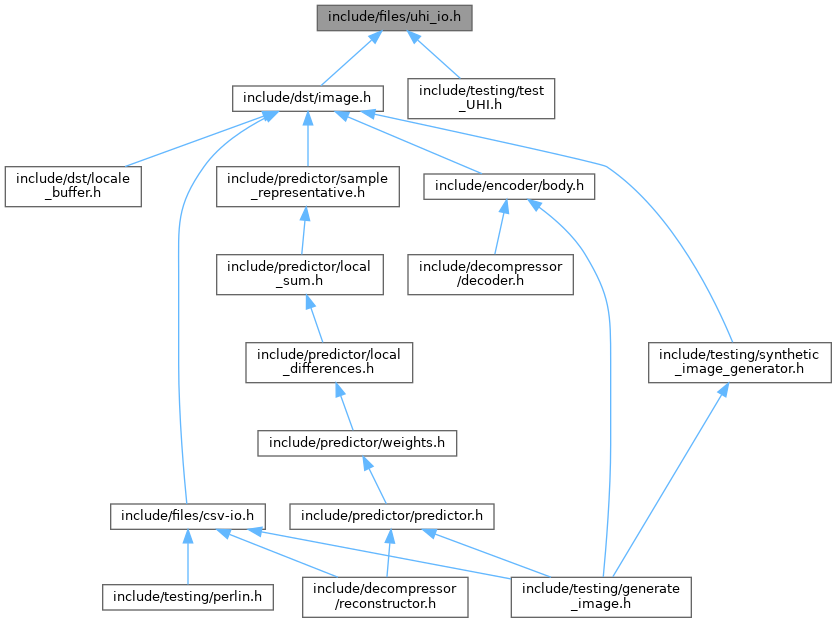 include/files/uhi_io.h
include/dst/image.h
include/testing/test
_UHI.h
include/dst/locale
_buffer.h
include/predictor/sample
_representative.h
include/encoder/body.h
include/predictor/local
_sum.h
include/decompressor
/decoder.h
include/predictor/local
_differences.h
include/testing/synthetic
_image_generator.h
include/predictor/weights.h
include/files/csv-io.h
include/predictor/predictor.h
include/testing/perlin.h
include/decompressor
/reconstructor.h
include/testing/generate
_image.h